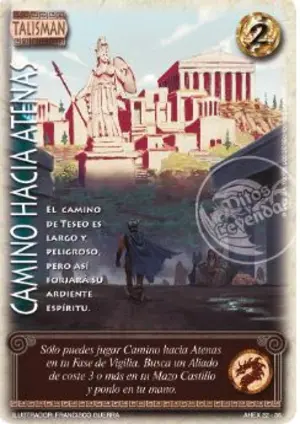 TALISMAN
2
CAMINO HACIA ATENAS
EL CAMINO
DE TESEO ES
LARGO Y
PELIGROSO,
PERO ASÍ
FORJARÁ SU
ARDIENTE
ESPÍRITU.
Mitos
Leyendas
Sólo puedes jugar Camino hacia Atenas
en tu Fase de Vigilia. Busca un Aliado
de coste 3 o más en tu Mazo Castillo
y ponlo en tu mano.
ILUSTRADOR: FRANCISCO GUERRA